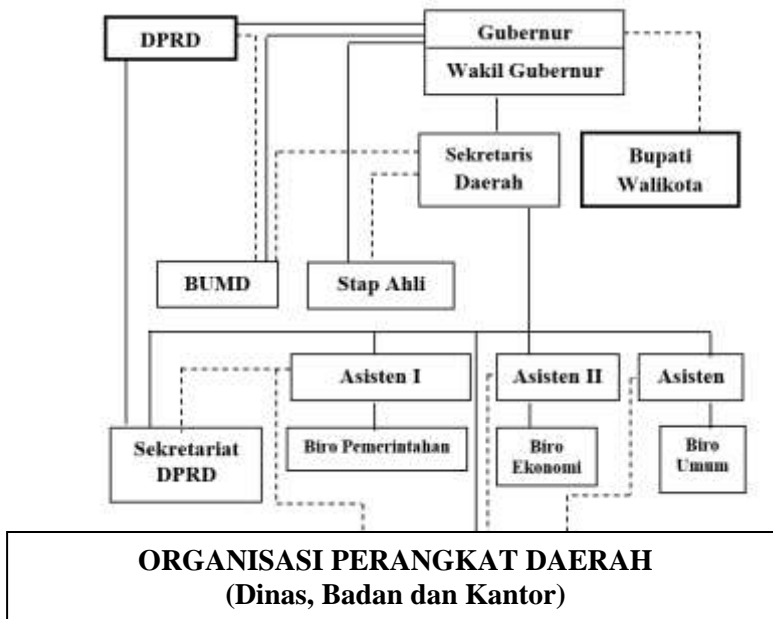 DPRD
Gubernur
Wakil Gubernur
Sekretaris
Daerah
Bupati
Walikota
BUMD
Stap Ahli
Asisten I
Asisten II
Asisten
Sekretariat
DPRD
Biro Pemerintahan
Biro
Ekonomi
Biro
Umum
ORGANISASI PERANGKAT DAERAH
(Dinas, Badan dan Kantor)